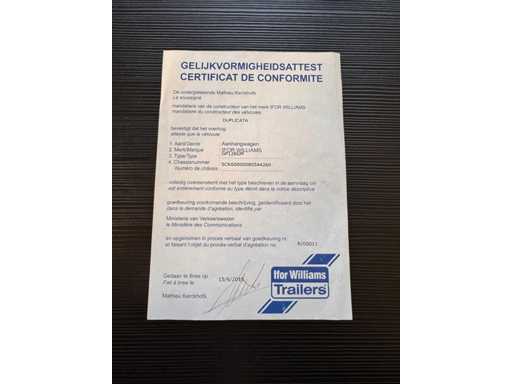 GELIJKVORMIGHEIDSATTEST
CERTIFICAT DE CONFORMITE
De ondergetekende Mathieu Kerckhofs
Le soussigné
mandataris van de constructeur van het merk IFOR WILLIAMS
mandataire du constructeur des véhicules
DUPLICATA
bevestigt dat het voertuig
atteste que le véhicule
1. Aard/Genre : Aanhangwagen
2. Merk/Marque : IFOR WILLIAMS
3. Type/Type :
4. Chassisnummer
Numéro de châssis
volledig overeenstemt met het type beschreven in de aanvraag om
est entièrement conforme au type décrit dans la notice descriptive
goedkeuring voorkomende beschrijving, geïdentificeerd door het
dans la demande d'agréation, identifié par
Ministerie van Verkeerswezen
le Ministère des Communications
en opgenomen in proces verbaal van goedkeuring nr.
et faisant l'objet du procès verbal d'agréation no.
Gedaan te Bree op
Fait à Bree le
Mathieu Kerckhofs
Ifor Williams
Trailers